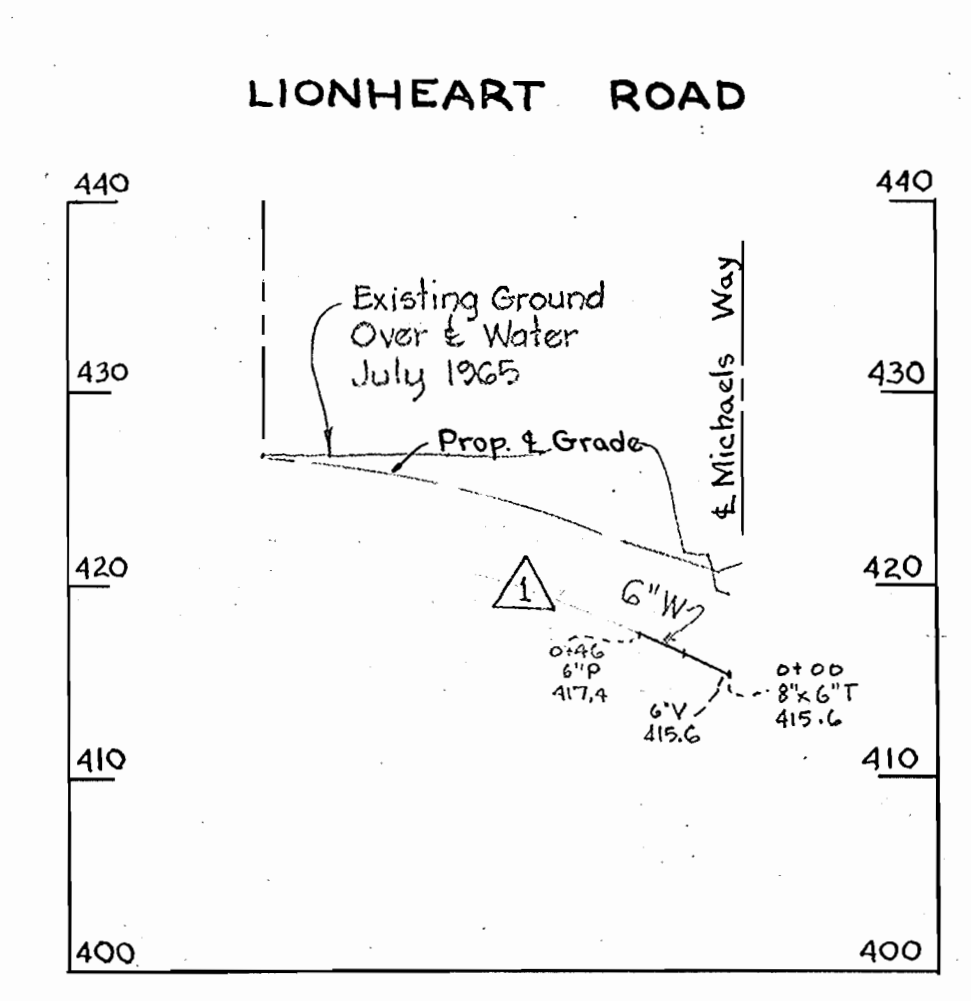 LIONHEART ROAD
440
440
Existing Ground
Over ℄ Water
July 1965
℄ Michaels Way
430
430
Prop. ℄ Grade
420
420
1
6"W
0+46
6"P
417.4
0+00
8"x6"T
415.6
6"V
415.6
410
410
400
400